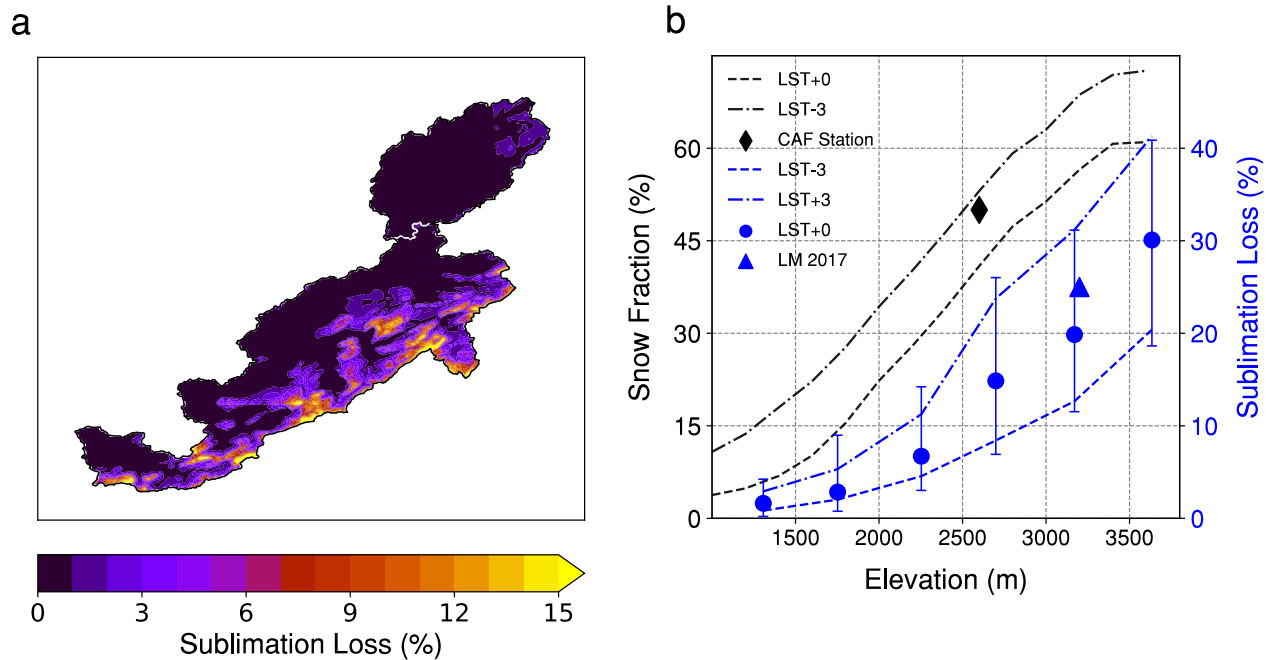 a
0 3 6 9 12 15
Sublimation Loss (%)
b
LST+0
LST-3
CAF Station
LST-3
LST+3
LST+0
LM 2017
60
45
30
15
0
Snow Fraction (%)
40
30
20
10
0
Sublimation Loss (%)
1500 2000 2500 3000 3500
Elevation (m)